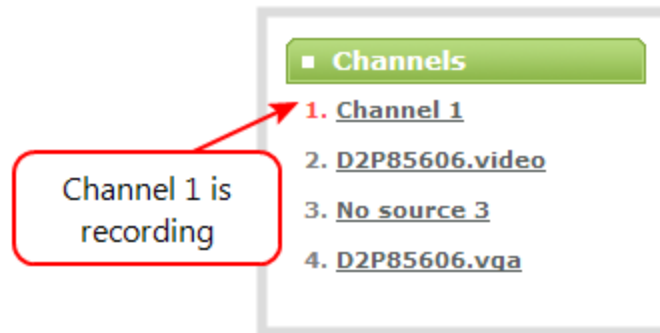 Channels
1. Channel 1
2. D2P85606.video
3. No source 3
4. D2P85606.vga
Channel 1 is
recording